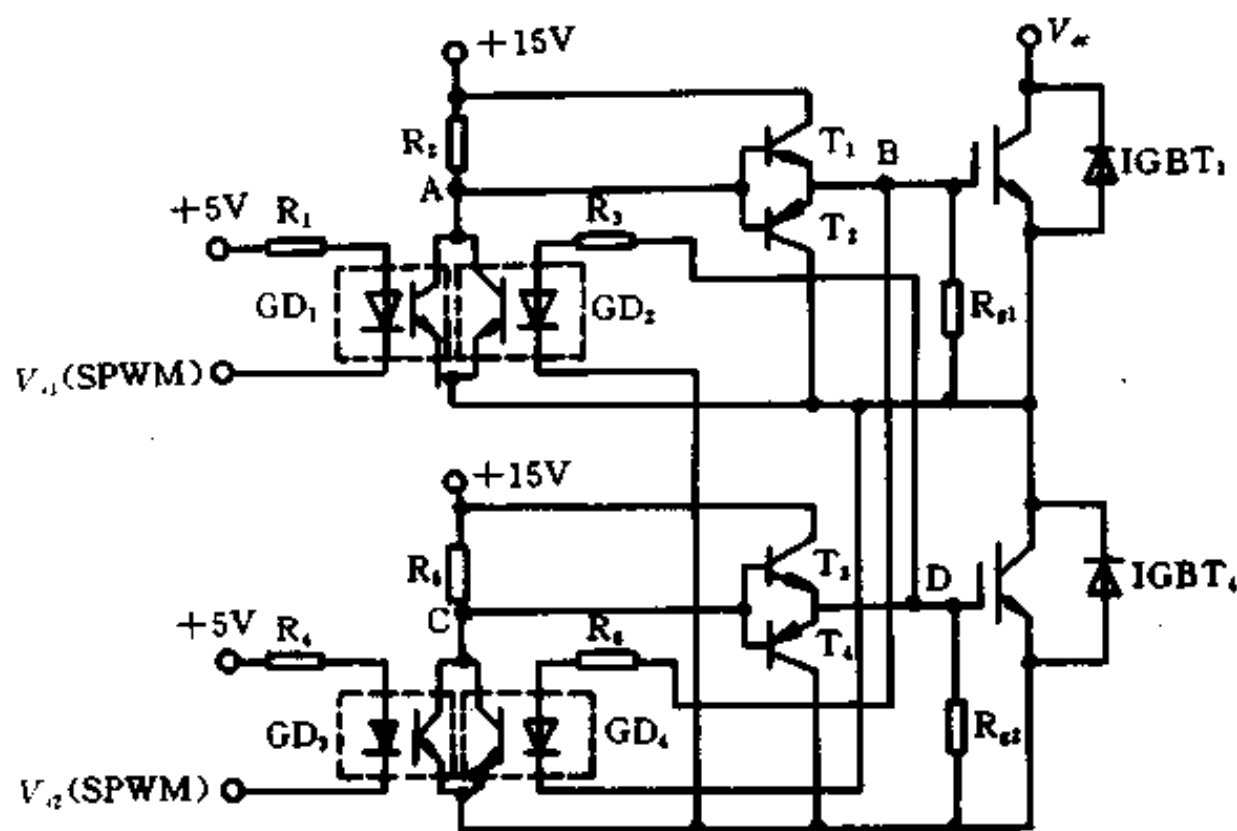 +15V
V
R₂
T₁
B
A
IGBT₁
+5V
R₁
R₃
T₂
GD₁
GD₂
Rg1
(SPWM)
+15V
R₅
T₃
D
IGBT₄
C
+5V
R₄
R₆
T₄
GD₃
GD₄
Rg2
(SPWM)